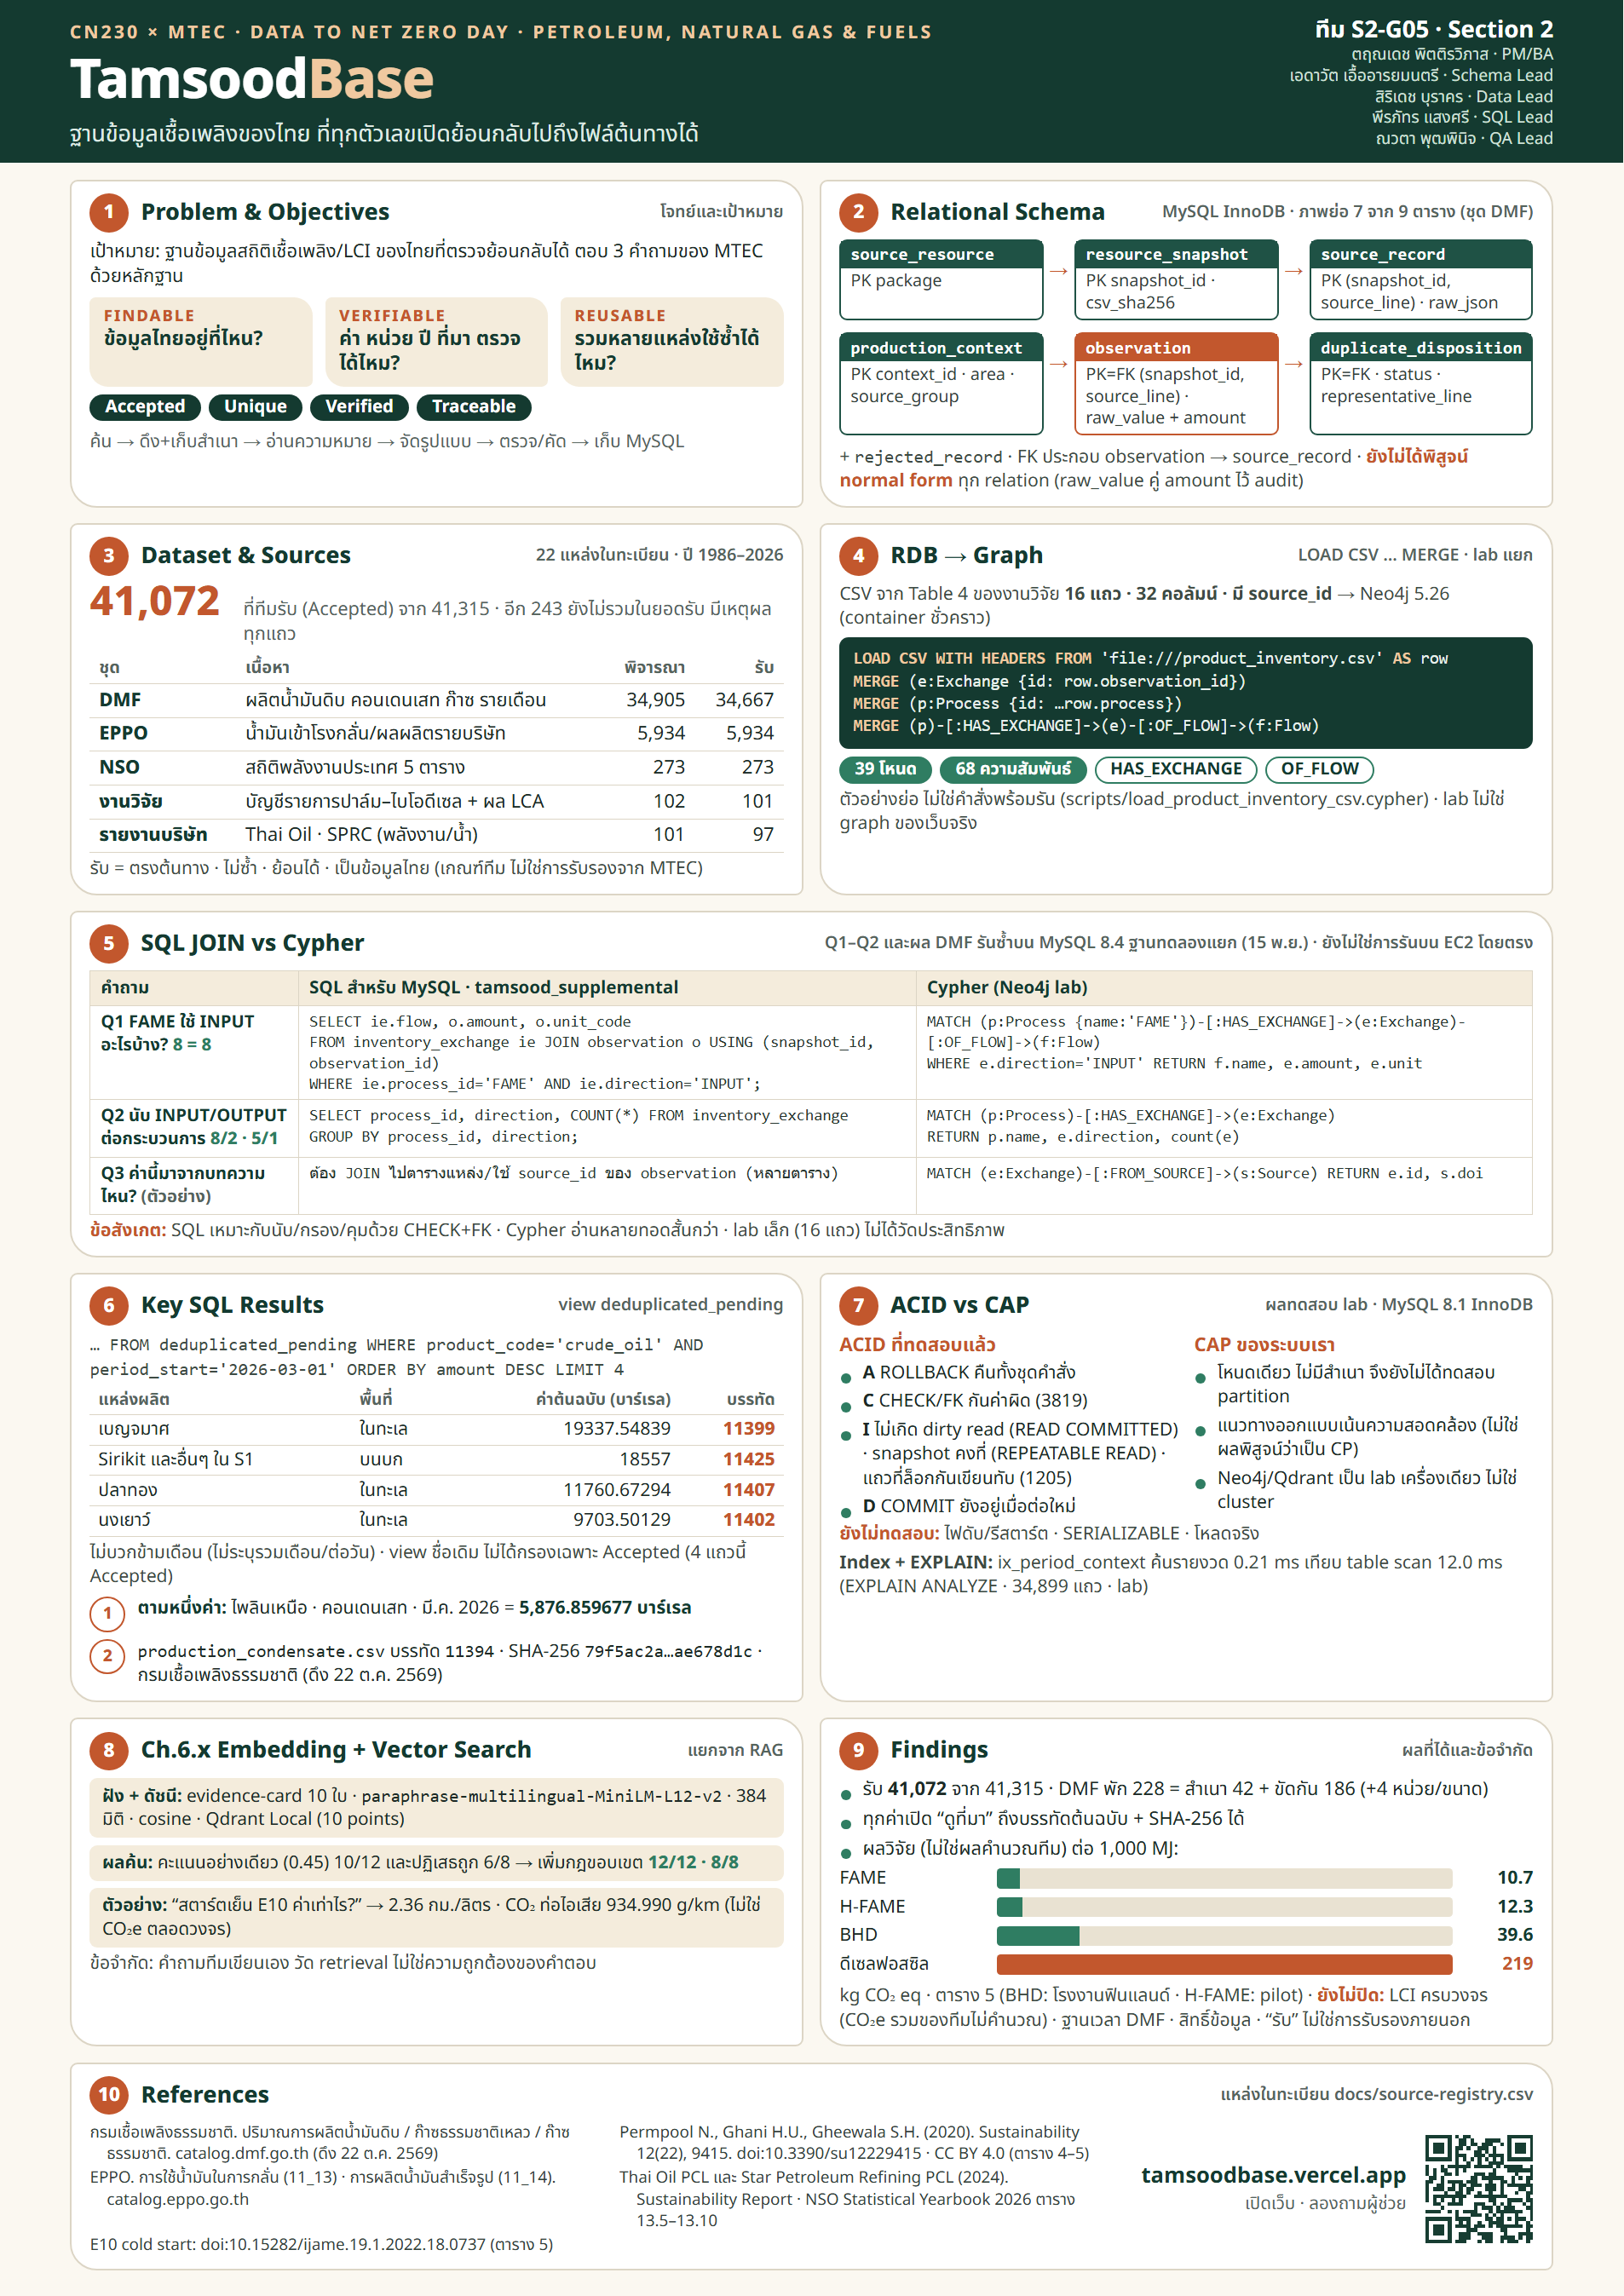 CN230 × MTEC · DATA TO NET ZERO DAY · PETROLEUM, NATURAL GAS & FUELS
TamsoodBase
ฐานข้อมูลเชื้อเพลิงของไทย ที่ทุกตัวเลขเปิดย้อนกลับไปถึงไฟล์ต้นทางได้
ทีม S2-G05 · Section 2
ตฤณเดช พิตติรวิภาส · PM/BA
เอดาวัต เอื้ออารยมนตรี · Schema Lead
สิริเดช บุราคร · Data Lead
พีรภัทร แสงศรี · SQL Lead
ณวตา พุฒพินิจ · QA Lead
1 Problem & Objectives โจทย์และเป้าหมาย
เป้าหมาย: ฐานข้อมูลสถิติเชื้อเพลิง/LCI ของไทยที่ตรวจย้อนกลับได้ ตอบ 3 คำถามของ MTEC
ด้วยหลักฐาน
FINDABLE
ข้อมูลไทยอยู่ที่ไหน?
VERIFIABLE
ค่า หน่วย ปี ที่มา ตรวจ
ได้ไหม?
REUSABLE
รวมหลายแหล่งใช้ซ้ำได้
ไหม?
Accepted Unique Verified Traceable
ค้น → ดึง+เก็บสำเนา → อ่านความหมาย → จัดรูปแบบ → ตรวจ/คัด → เก็บ MySQL
2 Relational Schema MySQL InnoDB · ภาพย่อ 7 จาก 9 ตาราง (ชุด DMF)
source_resource
PK package
→
resource_snapshot
PK snapshot_id ·
csv_sha256
→
source_record
PK (snapshot_id,
source_line) · raw_json
production_context
PK context_id · area ·
source_group
→
observation
PK=FK (snapshot_id,
source_line) ·
raw_value + amount
→
duplicate_disposition
PK=FK · status ·
representative_line
+ rejected_record · FK ประกอบ observation → source_record · ยังไม่ได้พิสูจน์
normal form ทุก relation (raw_value คู่ amount ไว้ audit)
3 Dataset & Sources 22 แหล่งในทะเบียน · ปี 1986–2026
41,072 ที่ทีมรับ (Accepted) จาก 41,315 · อีก 243 ยังไม่รวมในยอดรับ มีเหตุผล
ทุกแถว
ชุด เนื้อหา พิจารณา รับ
DMF ผลิตน้ำมันดิบ คอนเดนเสท ก๊าซ รายเดือน 34,905 34,667
EPPO น้ำมันเข้าโรงกลั่น/ผลผลิตรายบริษัท 5,934 5,934
NSO สถิติพลังงานประเทศ 5 ตาราง 273 273
งานวิจัย บัญชีรายการปาล์ม–ไบโอดีเซล + ผล LCA 102 101
รายงานบริษัท Thai Oil · SPRC (พลังงาน/น้ำ) 101 97
รับ = ตรงต้นทาง · ไม่ซ้ำ · ย้อนได้ · เป็นข้อมูลไทย (เกณฑ์ทีม ไม่ใช่การรับรองจาก MTEC)
4 RDB → Graph LOAD CSV … MERGE · lab แยก
CSV จาก Table 4 ของงานวิจัย 16 แถว · 32 คอลัมน์ · มี source_id → Neo4j 5.26
(container ชั่วคราว)
LOAD CSV WITH HEADERS FROM 'file:///product_inventory.csv' AS row
MERGE (e:Exchange {id: row.observation_id})
MERGE (p:Process {id: …row.process})
MERGE (p)-[:HAS_EXCHANGE]->(e)-[:OF_FLOW]->(f:Flow)
39 โหนด 68 ความสัมพันธ์ HAS_EXCHANGE OF_FLOW
ตัวอย่างย่อ ไม่ใช่คำสั่งพร้อมรัน (scripts/load_product_inventory_csv.cypher) · lab ไม่ใช่
graph ของเว็บจริง
5 SQL JOIN vs Cypher Q1–Q2 และผล DMF รันซ้ำบน MySQL 8.4 ฐานทดลองแยก (15 พ.ย.) · ยังไม่ใช่การรันบน EC2 โดยตรง
คำถาม SQL สำหรับ MySQL · tamsood_supplemental Cypher (Neo4j lab)
Q1 FAME ใช้ INPUT
อะไรบ้าง? 8 = 8
SELECT ie.flow, o.amount, o.unit_code
FROM inventory_exchange ie JOIN observation o USING (snapshot_id,
observation_id)
WHERE ie.process_id='FAME' AND ie.direction='INPUT';
MATCH (p:Process {name:'FAME'})-[:HAS_EXCHANGE]->(e:Exchange)-
[:OF_FLOW]->(f:Flow)
WHERE e.direction='INPUT' RETURN f.name, e.amount, e.unit
Q2 นับ INPUT/OUTPUT
ต่อกระบวนการ 8/2 · 5/1
SELECT process_id, direction, COUNT(*) FROM inventory_exchange
GROUP BY process_id, direction;
MATCH (p:Process)-[:HAS_EXCHANGE]->(e:Exchange)
RETURN p.name, e.direction, count(e)
Q3 ค่านี้มาจากบทความ
ไหน? (ตัวอย่าง)
ต้อง JOIN ไปตารางแหล่ง/ใช้ source_id ของ observation (หลายตาราง)
MATCH (e:Exchange)-[:FROM_SOURCE]->(s:Source) RETURN e.id, s.doi
ข้อสังเกต: SQL เหมาะกับนับ/กรอง/คุมด้วย CHECK+FK · Cypher อ่านหลายทอดสั้นกว่า · lab เล็ก (16 แถว) ไม่ได้วัดประสิทธิภาพ
6 Key SQL Results view deduplicated_pending
… FROM deduplicated_pending WHERE product_code='crude_oil' AND
period_start='2026-03-01' ORDER BY amount DESC LIMIT 4
แหล่งผลิต พื้นที่ ค่าต้นฉบับ (บาร์เรล) บรรทัด
เบญจมาศ ในทะเล 19337.54839 11399
Sirikit และอื่นๆ ใน S1 บนบก 18557 11425
ปลาทอง ในทะเล 11760.67294 11407
นงเยาว์ ในทะเล 9703.50129 11402
ไม่บวกข้ามเดือน (ไม่ระบุรวมเดือน/ต่อวัน) · view ชื่อเดิม ไม่ได้กรองเฉพาะ Accepted (4 แถวนี้
Accepted)
1 ตามหนึ่งค่า: ไพลินเหนือ · คอนเดนเสท · มี.ค. 2026 = 5,876.859677 บาร์เรล
2 production_condensate.csv บรรทัด 11394 · SHA-256 79f5ac2a…ae678d1c ·
กรมเชื้อเพลิงธรรมชาติ (ดึง 22 ต.ค. 2569)
7 ACID vs CAP ผลทดสอบ lab · MySQL 8.1 InnoDB
ACID ที่ทดสอบแล้ว
A ROLLBACK คืนทั้งชุดคำสั่ง
C CHECK/FK กันค่าผิด (3819)
I ไม่เกิด dirty read (READ COMMITTED)
· snapshot คงที่ (REPEATABLE READ) ·
แถวที่ล็อกกันเขียนทับ (1205)
D COMMIT ยังอยู่เมื่อต่อใหม่
CAP ของระบบเรา
โหนดเดียว ไม่มีสำเนา จึงยังไม่ได้ทดสอบ
partition
แนวทางออกแบบเน้นความสอดคล้อง (ไม่ใช่
ผลพิสูจน์ว่าเป็น CP)
Neo4j/Qdrant เป็น lab เครื่องเดียว ไม่ใช่
cluster
ยังไม่ทดสอบ: ไฟดับ/รีสตาร์ต · SERIALIZABLE · โหลดจริง
Index + EXPLAIN: ix_period_context ค้นรายงวด 0.21 ms เทียบ table scan 12.0 ms
(EXPLAIN ANALYZE · 34,899 แถว · lab)
8 Ch.6.x Embedding + Vector Search แยกจาก RAG
ฝัง + ดัชนี: evidence-card 10 ใบ · paraphrase-multilingual-MiniLM-L12-v2 · 384
มิติ · cosine · Qdrant Local (10 points)
ผลค้น: คะแนนอย่างเดียว (0.45) 10/12 และปฏิเสธถูก 6/8 → เพิ่มกฎขอบเขต 12/12 · 8/8
ตัวอย่าง: “สตาร์ตเย็น E10 ค่าเท่าไร?” → 2.36 กม./ลิตร · CO₂ ท่อไอเสีย 934.990 g/km (ไม่ใช่
CO₂e ตลอดวงจร)
ข้อจำกัด: คำถามทีมเขียนเอง วัด retrieval ไม่ใช่ความถูกต้องของคำตอบ
9 Findings ผลที่ได้และข้อจำกัด
รับ 41,072 จาก 41,315 · DMF พัก 228 = สำเนา 42 + ขัดกัน 186 (+4 หน่วย/ขนาด)
ทุกค่าเปิด “ดูที่มา” ถึงบรรทัดต้นฉบับ + SHA-256 ได้
ผลวิจัย (ไม่ใช่ผลคำนวณทีม) ต่อ 1,000 MJ:
FAME 10.7
H-FAME 12.3
BHD 39.6
ดีเซลฟอสซิล 219
kg CO₂ eq · ตาราง 5 (BHD: โรงงานฟินแลนด์ · H-FAME: pilot) · ยังไม่ปิด: LCI ครบวงจร
(CO₂e รวมของทีมไม่คำนวณ) · ฐานเวลา DMF · สิทธิ์ข้อมูล · “รับ” ไม่ใช่การรับรองภายนอก
10 References แหล่งในทะเบียน docs/source-registry.csv
กรมเชื้อเพลิงธรรมชาติ. ปริมาณการผลิตน้ำมันดิบ / ก๊าซธรรมชาติเหลว / ก๊าซ
ธรรมชาติ. catalog.dmf.go.th (ดึง 22 ต.ค. 2569)
EPPO. การใช้น้ำมันในการกลั่น (11_13) · การผลิตน้ำมันสำเร็จรูป (11_14).
catalog.eppo.go.th
E10 cold start: doi:10.15282/ijame.19.1.2022.18.0737 (ตาราง 5)
Permpool N., Ghani H.U., Gheewala S.H. (2020). Sustainability
12(22), 9415. doi:10.3390/su12229415 · CC BY 4.0 (ตาราง 4–5)
Thai Oil PCL และ Star Petroleum Refining PCL (2024).
Sustainability Report · NSO Statistical Yearbook 2026 ตาราง
13.5–13.10
tamsoodbase.vercel.app
เปิดเว็บ · ลองถามผู้ช่วย